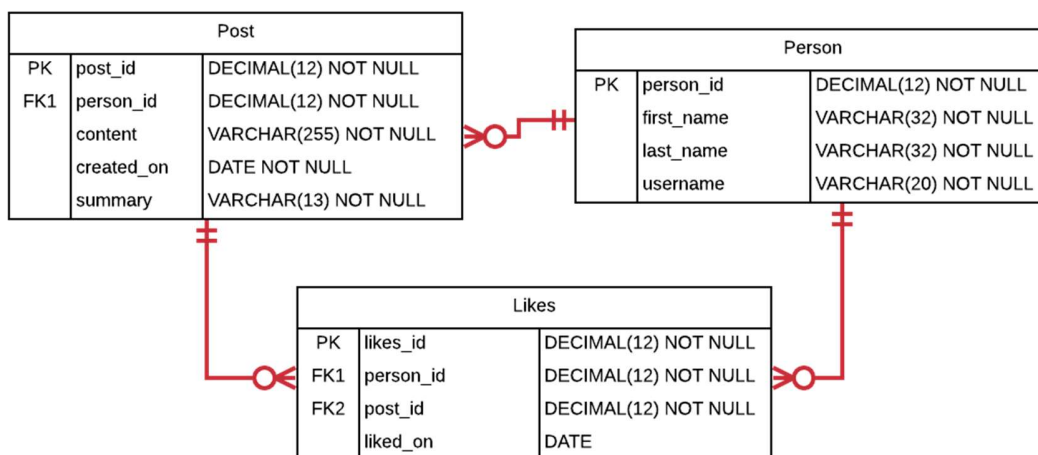 Post
PK post_id DECIMAL(12) NOT NULL
FK1 person_id DECIMAL(12) NOT NULL
content VARCHAR(255) NOT NULL
created_on DATE NOT NULL
summary VARCHAR(13) NOT NULL
Person
PK person_id DECIMAL(12) NOT NULL
first_name VARCHAR(32) NOT NULL
last_name VARCHAR(32) NOT NULL
username VARCHAR(20) NOT NULL
Likes
PK likes_id DECIMAL(12) NOT NULL
FK1 person_id DECIMAL(12) NOT NULL
FK2 post_id DECIMAL(12) NOT NULL
liked_on DATE